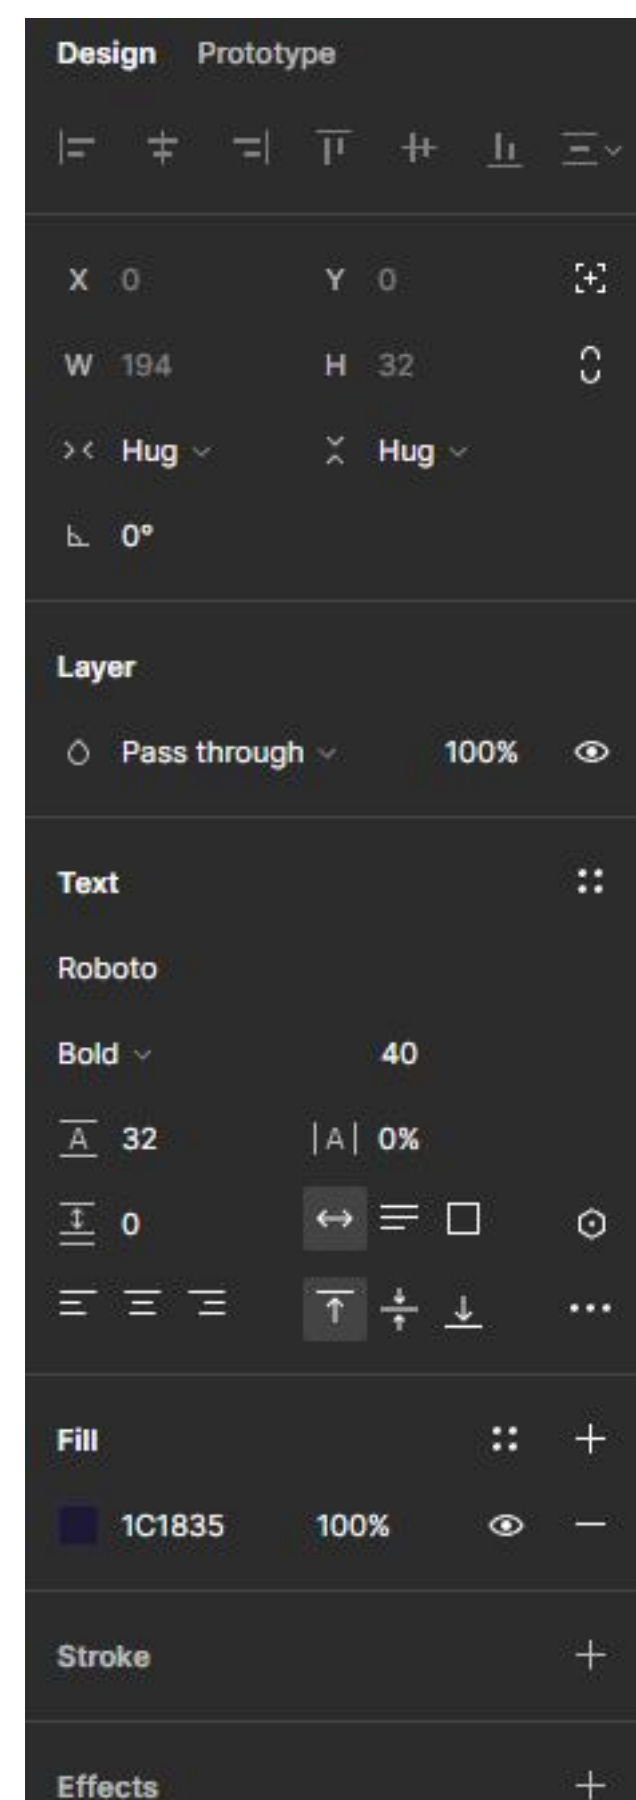 Design Prototype
X 0 Y 0
W 194 H 32
Hug Hug
0°
Layer
Pass through 100%
Text
Roboto
Bold 40
A 32 |A| 0%
0
Fill
1C1835 100%
Stroke
Effects